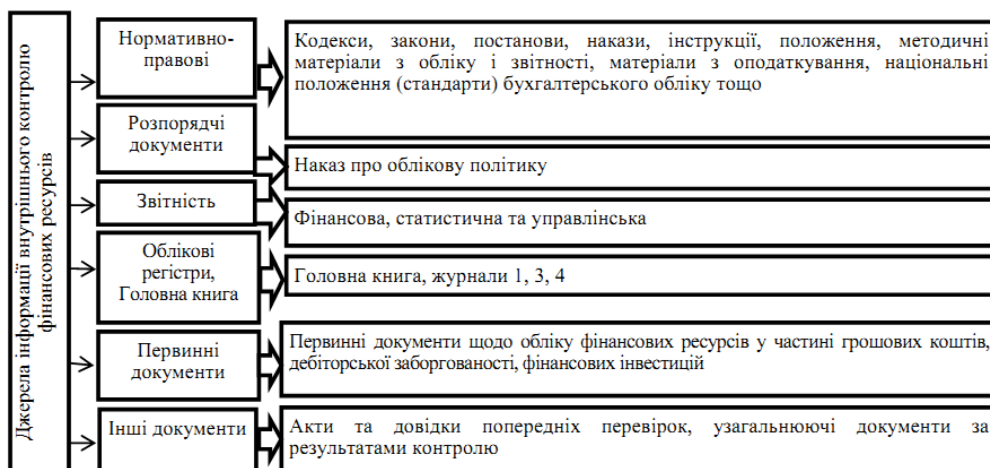 Джерела інформації внутрішнього контролю
фінансових ресурсів
Нормативно-
правові
Кодекси, закони, постанови, накази, інструкції, положення, методичні
матеріали з обліку і звітності, матеріали з оподаткування, національні
положення (стандарти) бухгалтерського обліку тощо
Розпорядчі
документи
Наказ про облікову політику
Звітність
Фінансова, статистична та управлінська
Облікові
регістри,
Головна книга
Головна книга, журнали 1, 3, 4
Первинні
документи
Первинні документи щодо обліку фінансових ресурсів у частині грошових коштів,
дебіторської заборгованості, фінансових інвестицій
Інші документи
Акти та довідки попередніх перевірок, узагальнюючі документи за
результатами контролю